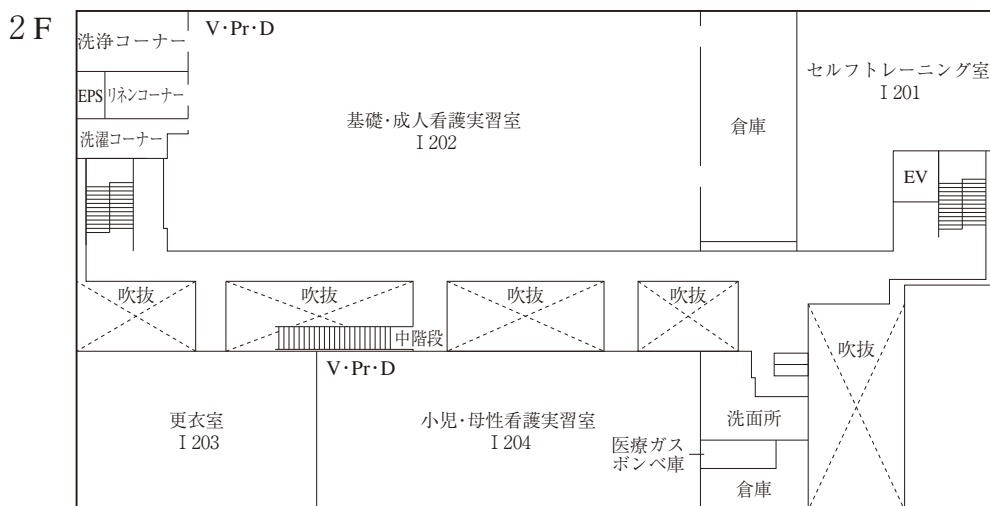 2F
洗浄コーナー
V・Pr・D
セルフトレーニング室
I 201
EPS
リネンコーナー
基礎・成人看護実習室
I 202
倉庫
洗濯コーナー
EV
吹抜
吹抜
吹抜
吹抜
中階段
吹抜
V・Pr・D
更衣室
I 203
小児・母性看護実習室
I 204
洗面所
医療ガス
ボンベ庫
倉庫